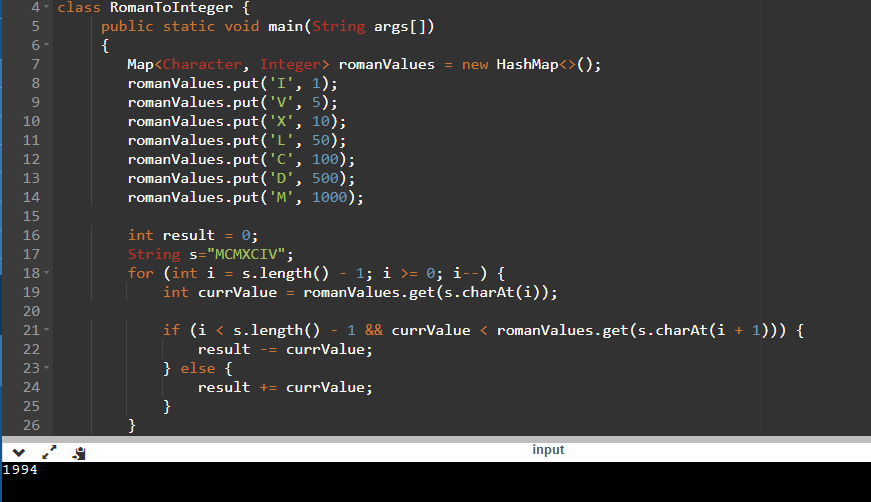 4 class RomanToInteger {
5 public static void main(String args[])
6 {
7 Map<Character, Integer> romanValues = new HashMap<>();
8 romanValues.put('I', 1);
9 romanValues.put('V', 5);
10 romanValues.put('X', 10);
11 romanValues.put('L', 50);
12 romanValues.put('C', 100);
13 romanValues.put('D', 500);
14 romanValues.put('M', 1000);
15
16 int result = 0;
17 String s="MCMXCIV";
18 for (int i = s.length() - 1; i >= 0; i--) {
19 int currValue = romanValues.get(s.charAt(i));
20
21 if (i < s.length() - 1 && currValue < romanValues.get(s.charAt(i + 1))) {
22 result -= currValue;
23 } else {
24 result += currValue;
25 }
26 }
input
1994